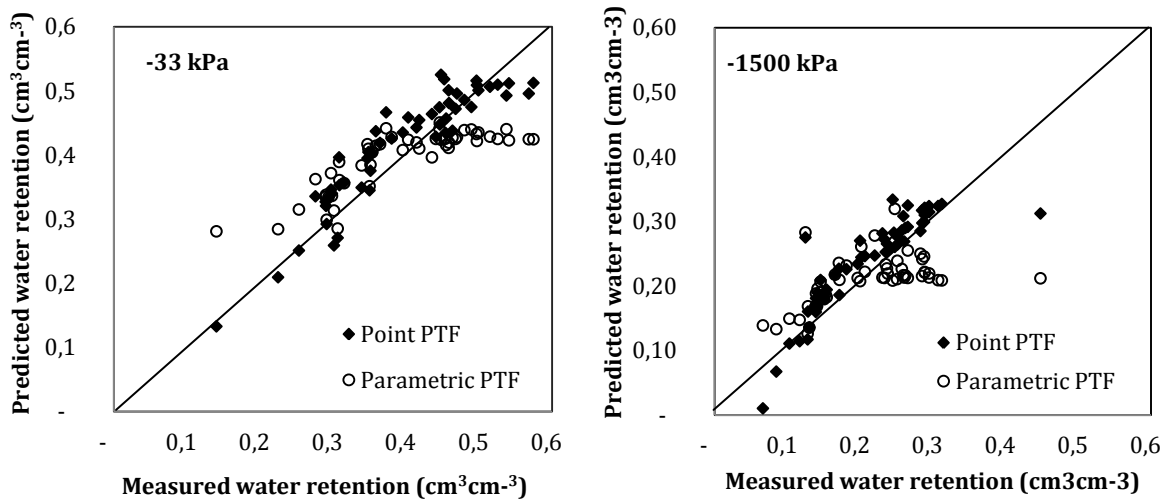 Predicted water retention (cm³cm-³)
0,6
0,5
0,4
0,3
0,2
0,1
-
-33 kPa
Point PTF
Parametric PTF
- 0,1 0,2 0,3 0,4 0,5 0,6
Measured water retention (cm³cm-³)
Predicted water retention (cm3cm-3)
0,60
0,50
0,40
0,30
0,20
0,10
-
-1500 kPa
Point PTF
Parametric PTF
- 0,1 0,2 0,3 0,4 0,5 0,6
Measured water retention (cm3cm-3)